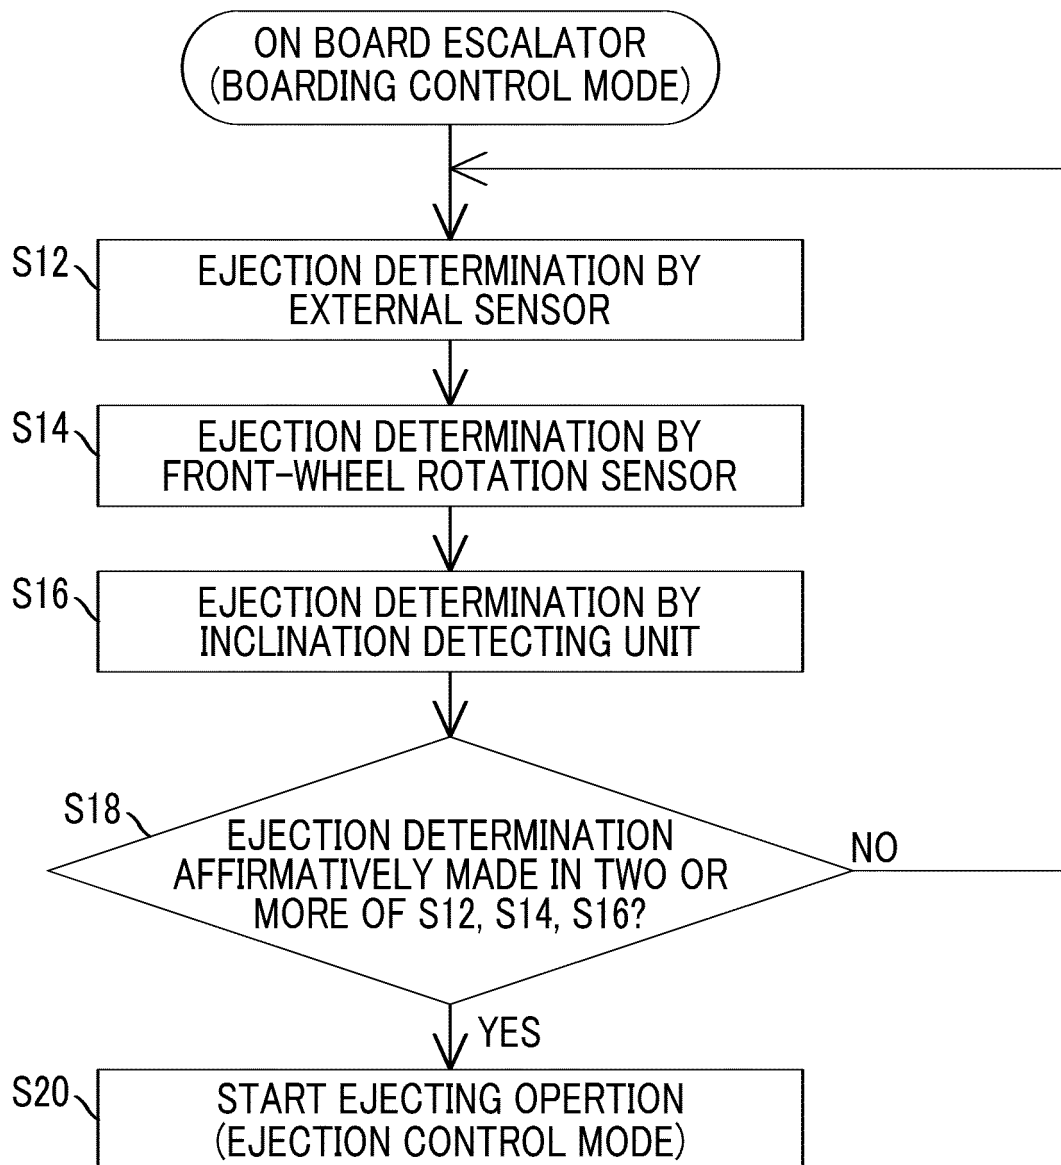 ON BOARD ESCALATOR
(BOARDING CONTROL MODE)
S12
EJECTION DETERMINATION BY
EXTERNAL SENSOR
S14
EJECTION DETERMINATION BY
FRONT-WHEEL ROTATION SENSOR
S16
EJECTION DETERMINATION BY
INCLINATION DETECTING UNIT
S18
EJECTION DETERMINATION
AFFIRMATIVELY MADE IN TWO OR
MORE OF S12, S14, S16?
NO
YES
S20
START EJECTING OPERTION
(EJECTION CONTROL MODE)